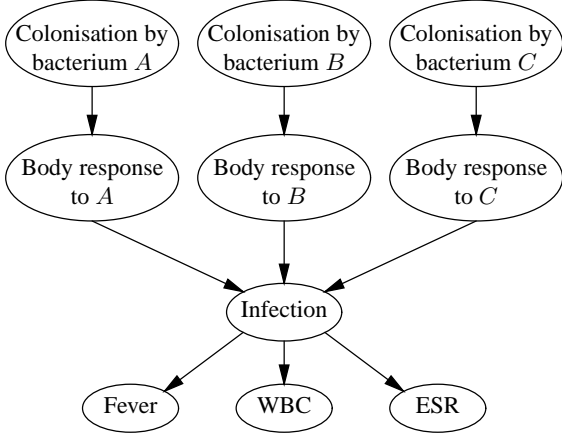 Colonisation by
bacterium A
Colonisation by
bacterium B
Colonisation by
bacterium C
Body response
to A
Body response
to B
Body response
to C
Infection
Fever
WBC
ESR